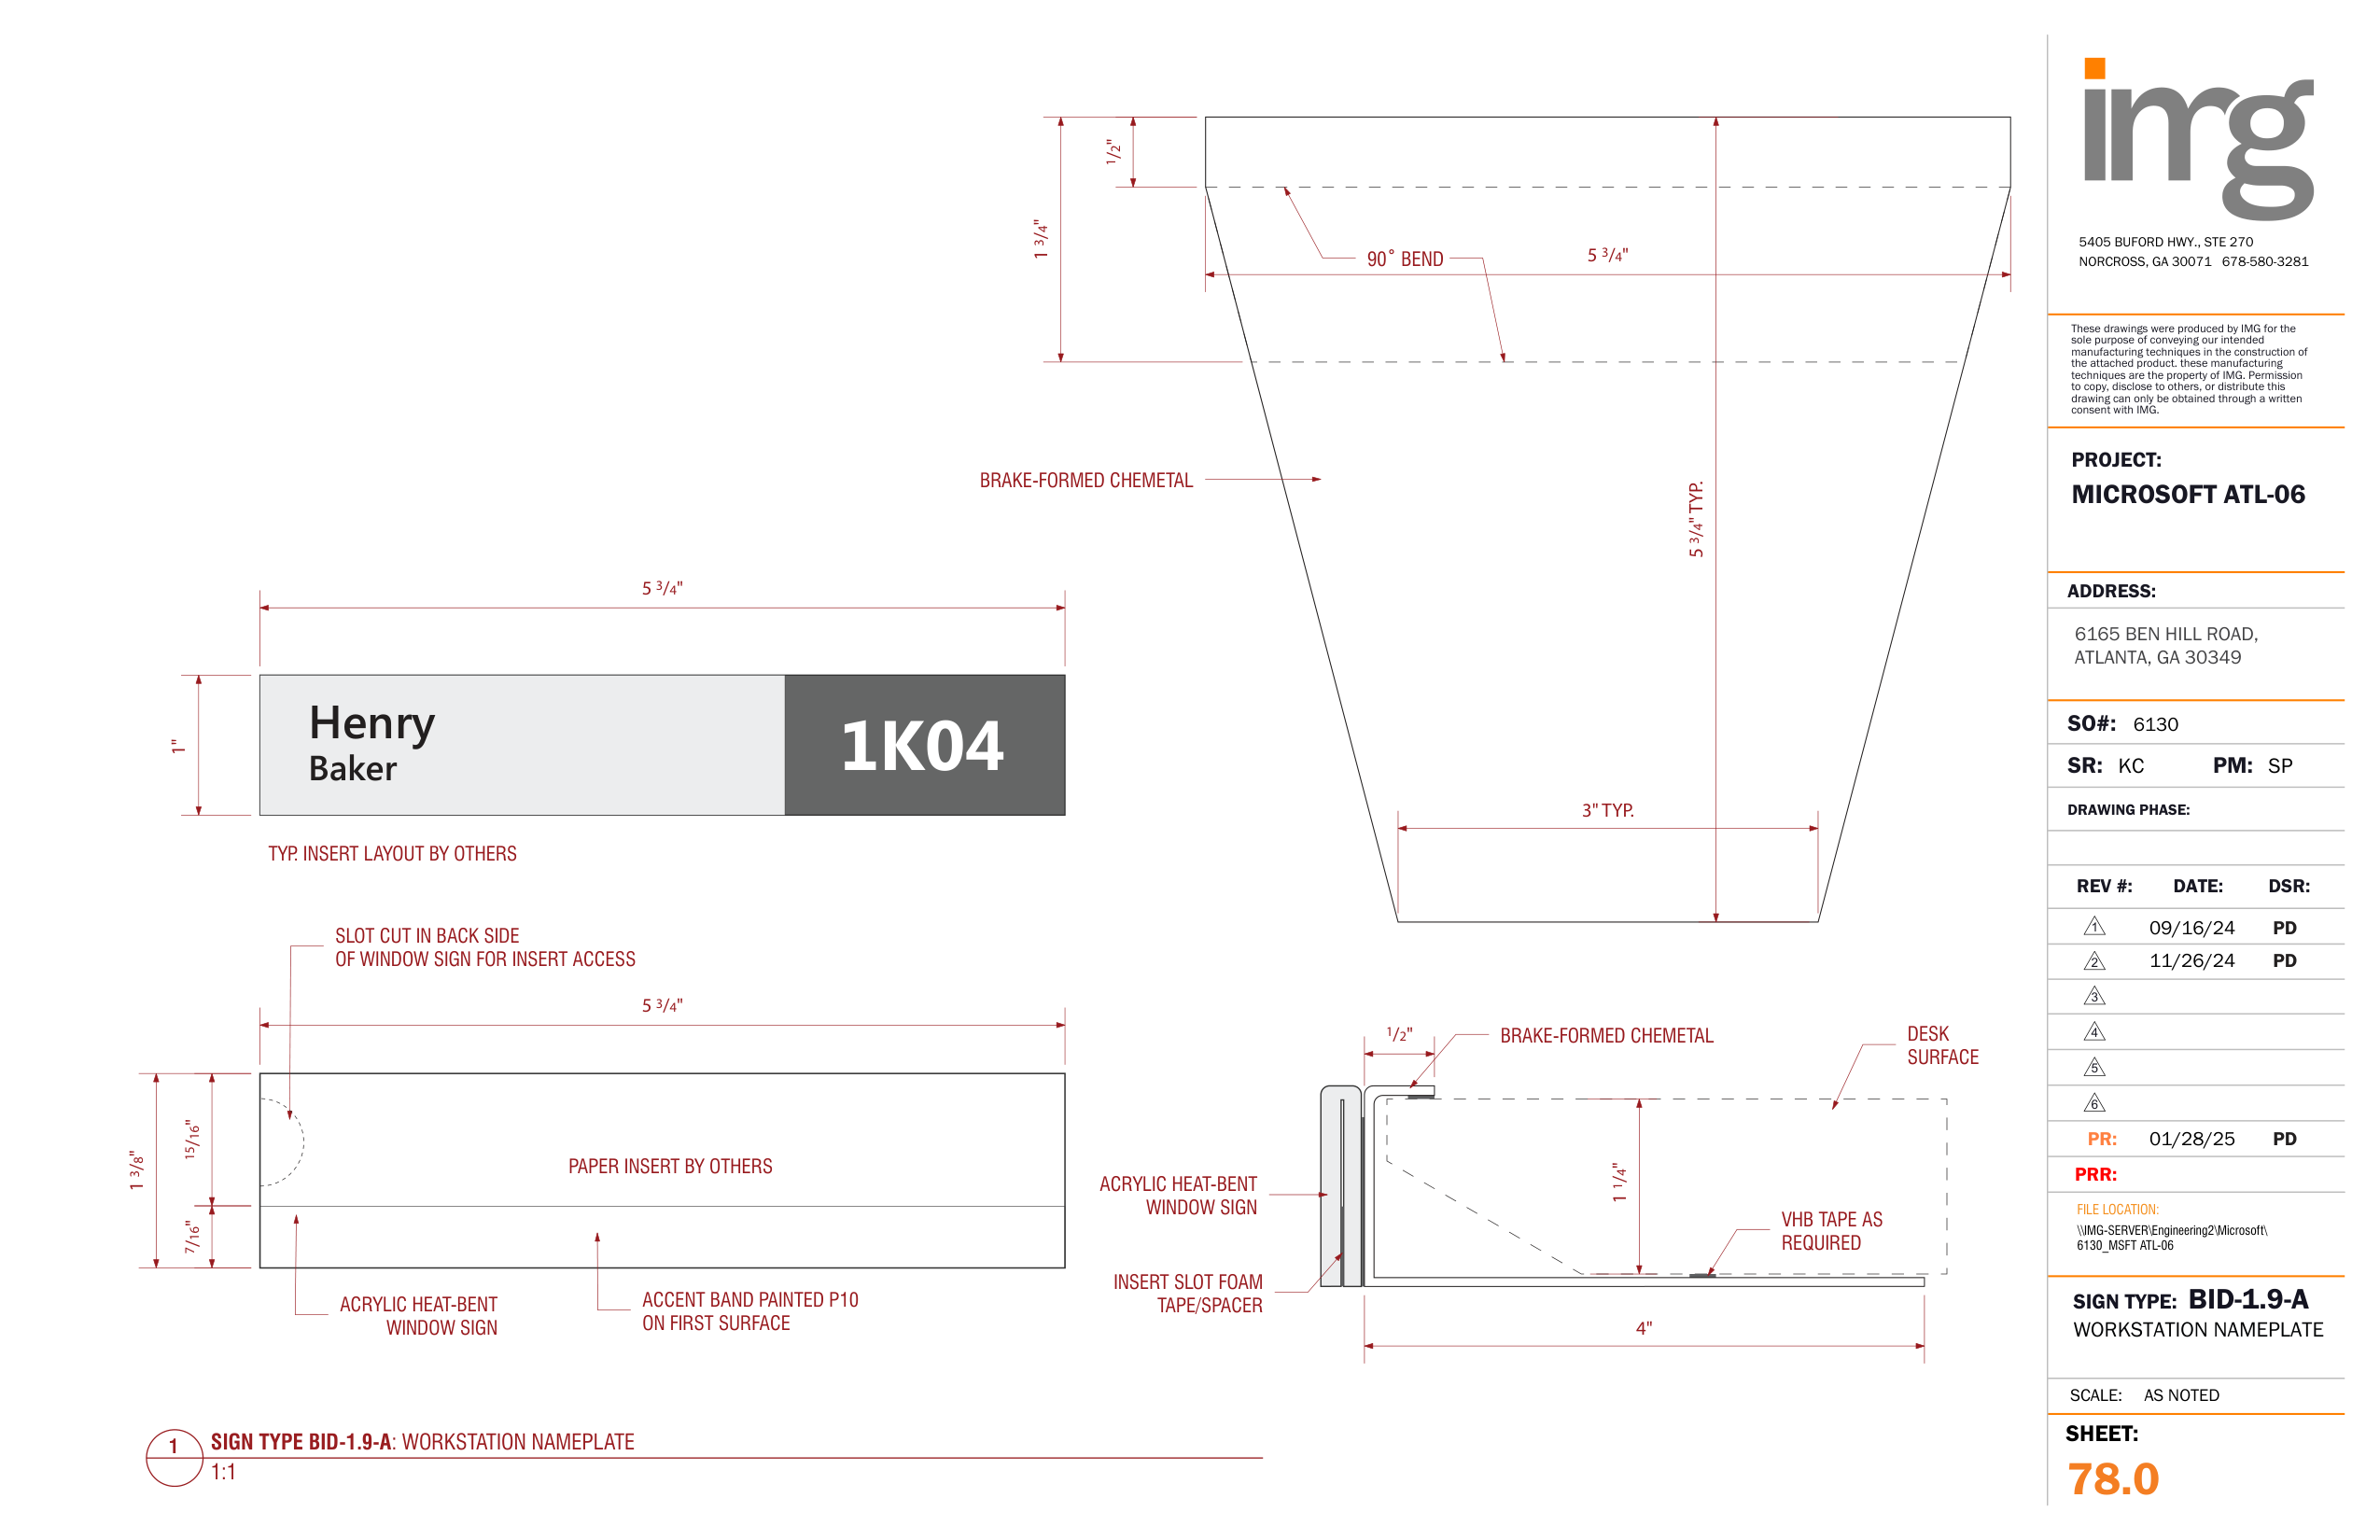 1/2"
1 3/4"
90° BEND
5 3/4"
BRAKE-FORMED CHEMETAL
5 3/4" TYP.
3" TYP.
5 3/4"
1"
Henry
Baker
1K04
TYP. INSERT LAYOUT BY OTHERS
SLOT CUT IN BACK SIDE
OF WINDOW SIGN FOR INSERT ACCESS
5 3/4"
1 3/8"
15/16"
7/16"
PAPER INSERT BY OTHERS
ACRYLIC HEAT-BENT
WINDOW SIGN
ACCENT BAND PAINTED P10
ON FIRST SURFACE
1/2"
BRAKE-FORMED CHEMETAL
DESK
SURFACE
ACRYLIC HEAT-BENT
WINDOW SIGN
1 1/4"
VHB TAPE AS
REQUIRED
INSERT SLOT FOAM
TAPE/SPACER
4"
1
SIGN TYPE BID-1.9-A: WORKSTATION NAMEPLATE
1:1
img
5405 BUFORD HWY., STE 270
NORCROSS, GA 30071 678-580-3281
These drawings were produced by IMG for the
sole purpose of conveying our intended
manufacturing techniques in the construction of
the attached product. these manufacturing
techniques are the property of IMG. Permission
to copy, disclose to others, or distribute this
drawing can only be obtained through a written
consent with IMG.
PROJECT:
MICROSOFT ATL-06
ADDRESS:
6165 BEN HILL ROAD,
ATLANTA, GA 30349
SO#: 6130
SR: KC PM: SP
DRAWING PHASE:
REV #: DATE: DSR:
1 09/16/24 PD
2 11/26/24 PD
3
4
5
6
PR: 01/28/25 PD
PRR:
FILE LOCATION:
\\IMG-SERVER\Engineering2\Microsoft\
6130_MSFT ATL-06
SIGN TYPE: BID-1.9-A
WORKSTATION NAMEPLATE
SCALE: AS NOTED
SHEET:
78.0